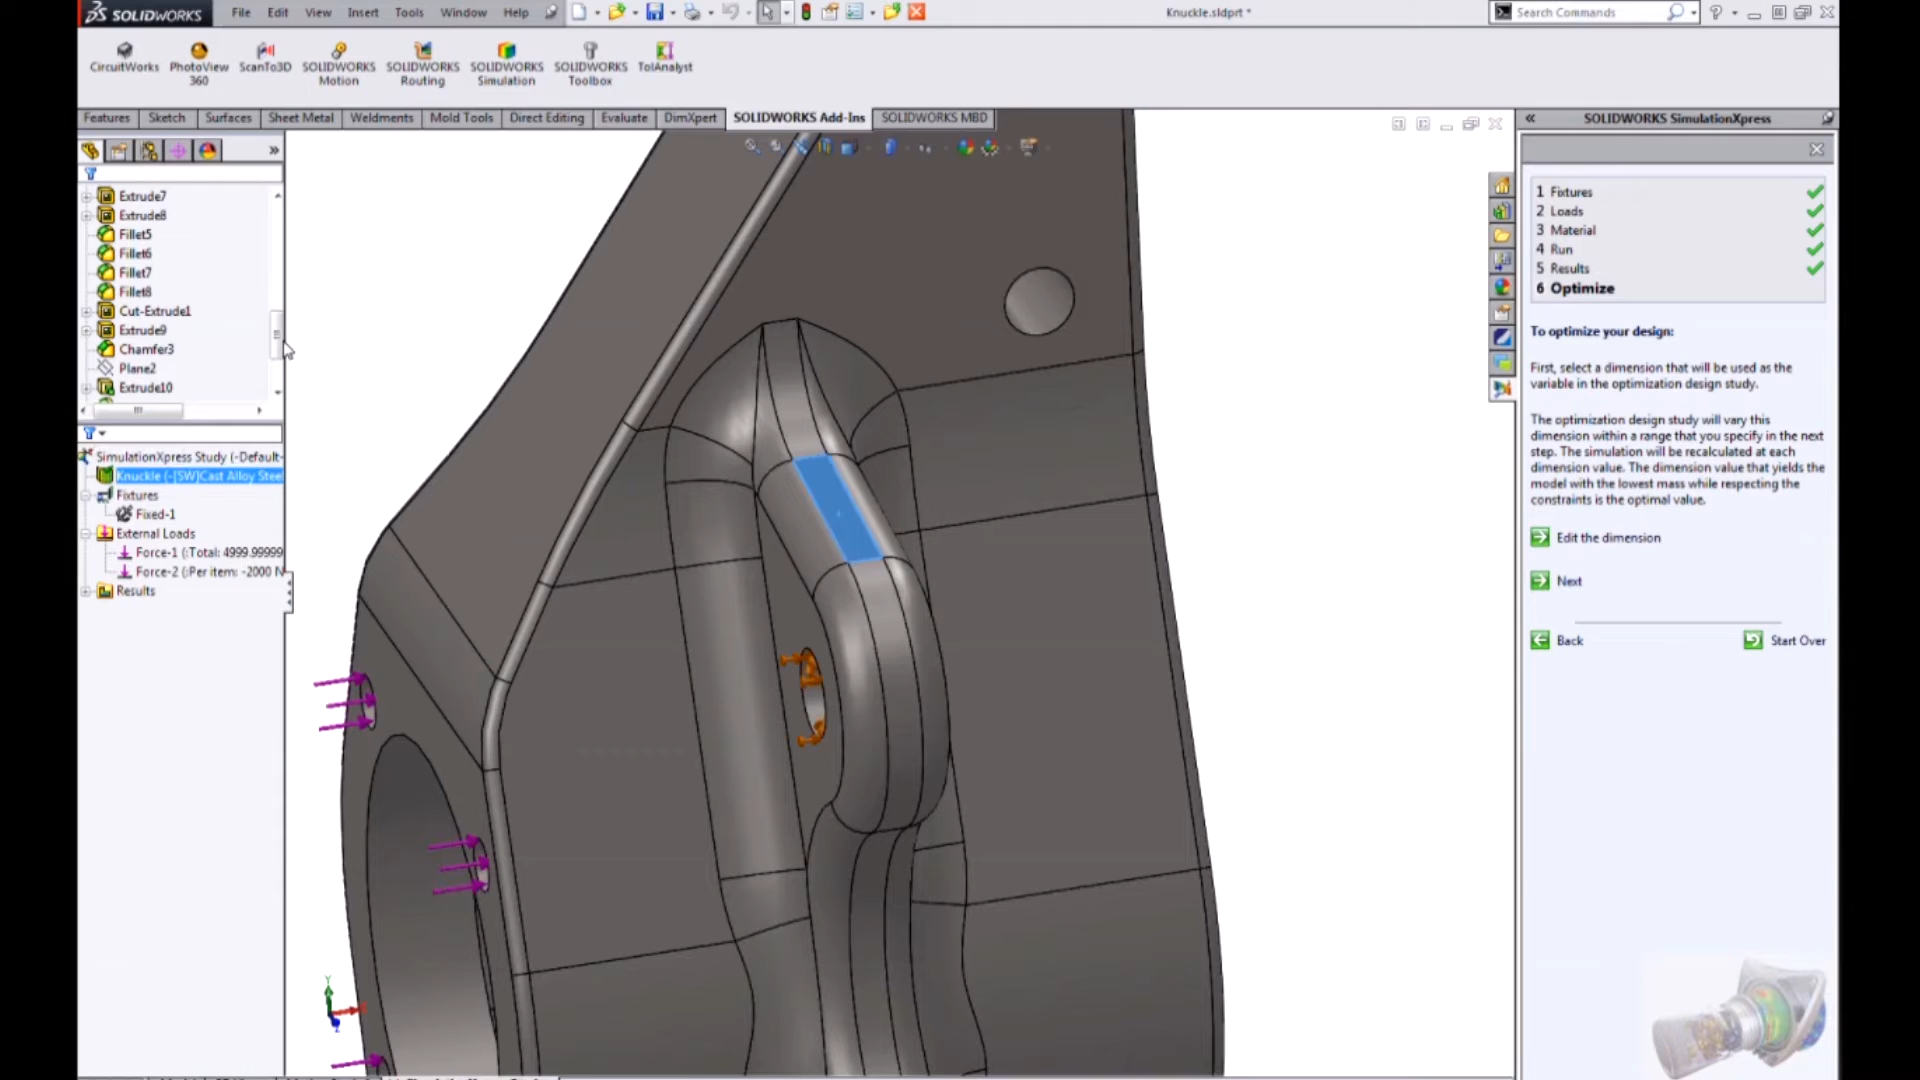 SOLIDWORKS File Edit View Insert Tools Window Help Knuckle.sldprt * Search Commands
CircuitWorks PhotoView 360 ScanTo3D SOLIDWORKS Motion SOLIDWORKS Routing SOLIDWORKS Simulation SOLIDWORKS Toolbox TolAnalyst
Features Sketch Surfaces Sheet Metal Weldments Mold Tools Direct Editing Evaluate DimXpert SOLIDWORKS Add-Ins SOLIDWORKS MBD
Extrude7
Extrude8
Fillet5
Fillet6
Fillet7
Fillet8
Cut-Extrude1
Extrude9
Chamfer3
Plane2
Extrude10
SimulationXpress Study (-Default-
Knuckle (-[SW]Cast Alloy Stee
Fixtures
Fixed-1
External Loads
Force-1 (:Total: 4999.99999
Force-2 (:Per item: -2000 N
Results
Y
SOLIDWORKS SimulationXpress
1 Fixtures
2 Loads
3 Material
4 Run
5 Results
6 Optimize
To optimize your design:
First, select a dimension that will be used as the
variable in the optimization design study.
The optimization design study will vary this
dimension within a range that you specify in the next
step. The simulation will be recalculated at each
dimension value. The dimension value that yields the
model with the lowest mass while respecting the
constraints is the optimal value.
Edit the dimension
Next
Back Start Over